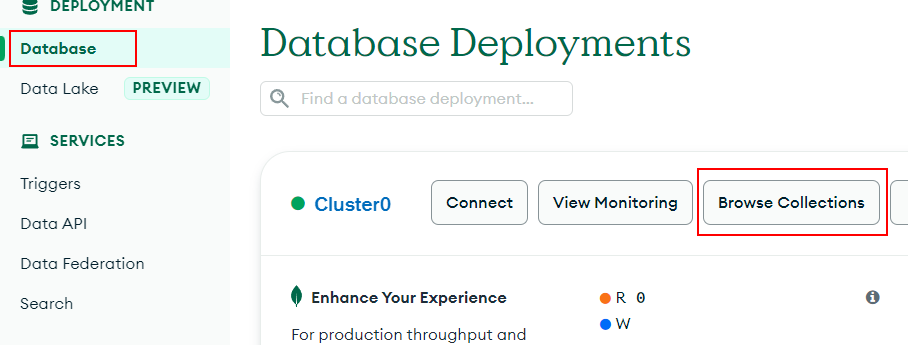 DEPLOYMENT
Database
Data Lake PREVIEW
SERVICES
Triggers
Data API
Data Federation
Search
Database Deployments
Find a database deployment...
Cluster0 Connect View Monitoring Browse Collections
Enhance Your Experience
For production throughput and
R 0
W